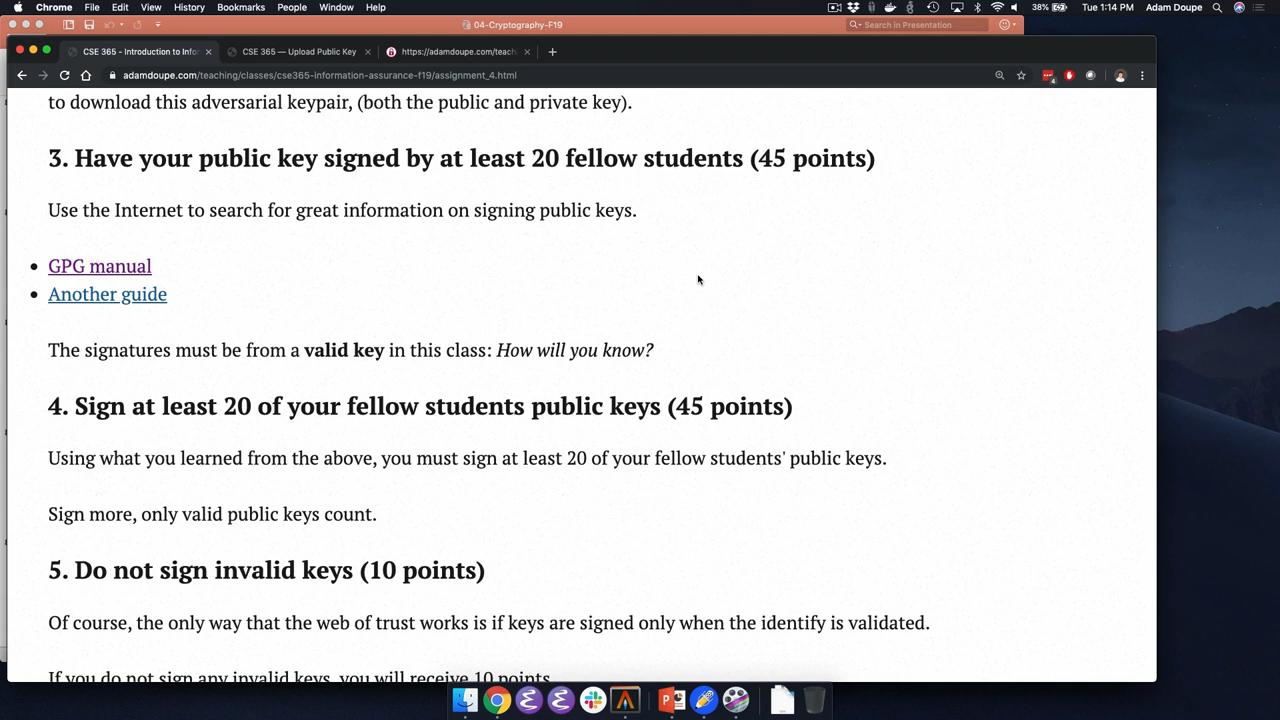 Chrome File Edit View History Bookmarks People Window Help 38% Tue 1:14 PM Adam Doupe
04-Cryptography-F19 Search in Presentation
CSE 365 - Introduction to Infor CSE 365 — Upload Public Key https://adamdoupe.com/teach
adamdoupe.com/teaching/classes/cse365-information-assurance-f19/assignment_4.html
to download this adversarial keypair, (both the public and private key).
3. Have your public key signed by at least 20 fellow students (45 points)
Use the Internet to search for great information on signing public keys.
• GPG manual
• Another guide
The signatures must be from a valid key in this class: How will you know?
4. Sign at least 20 of your fellow students public keys (45 points)
Using what you learned from the above, you must sign at least 20 of your fellow students' public keys.
Sign more, only valid public keys count.
5. Do not sign invalid keys (10 points)
Of course, the only way that the web of trust works is if keys are signed only when the identify is validated.
If you do not sign any invalid keys, you will receive 10 points.